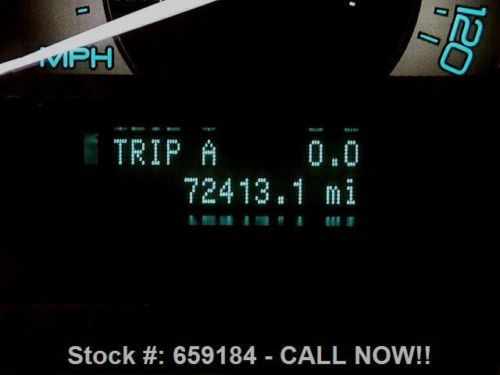 MPH
120
TRIP A 0.0
72413.1 mi
Stock #: 659184 - CALL NOW!!